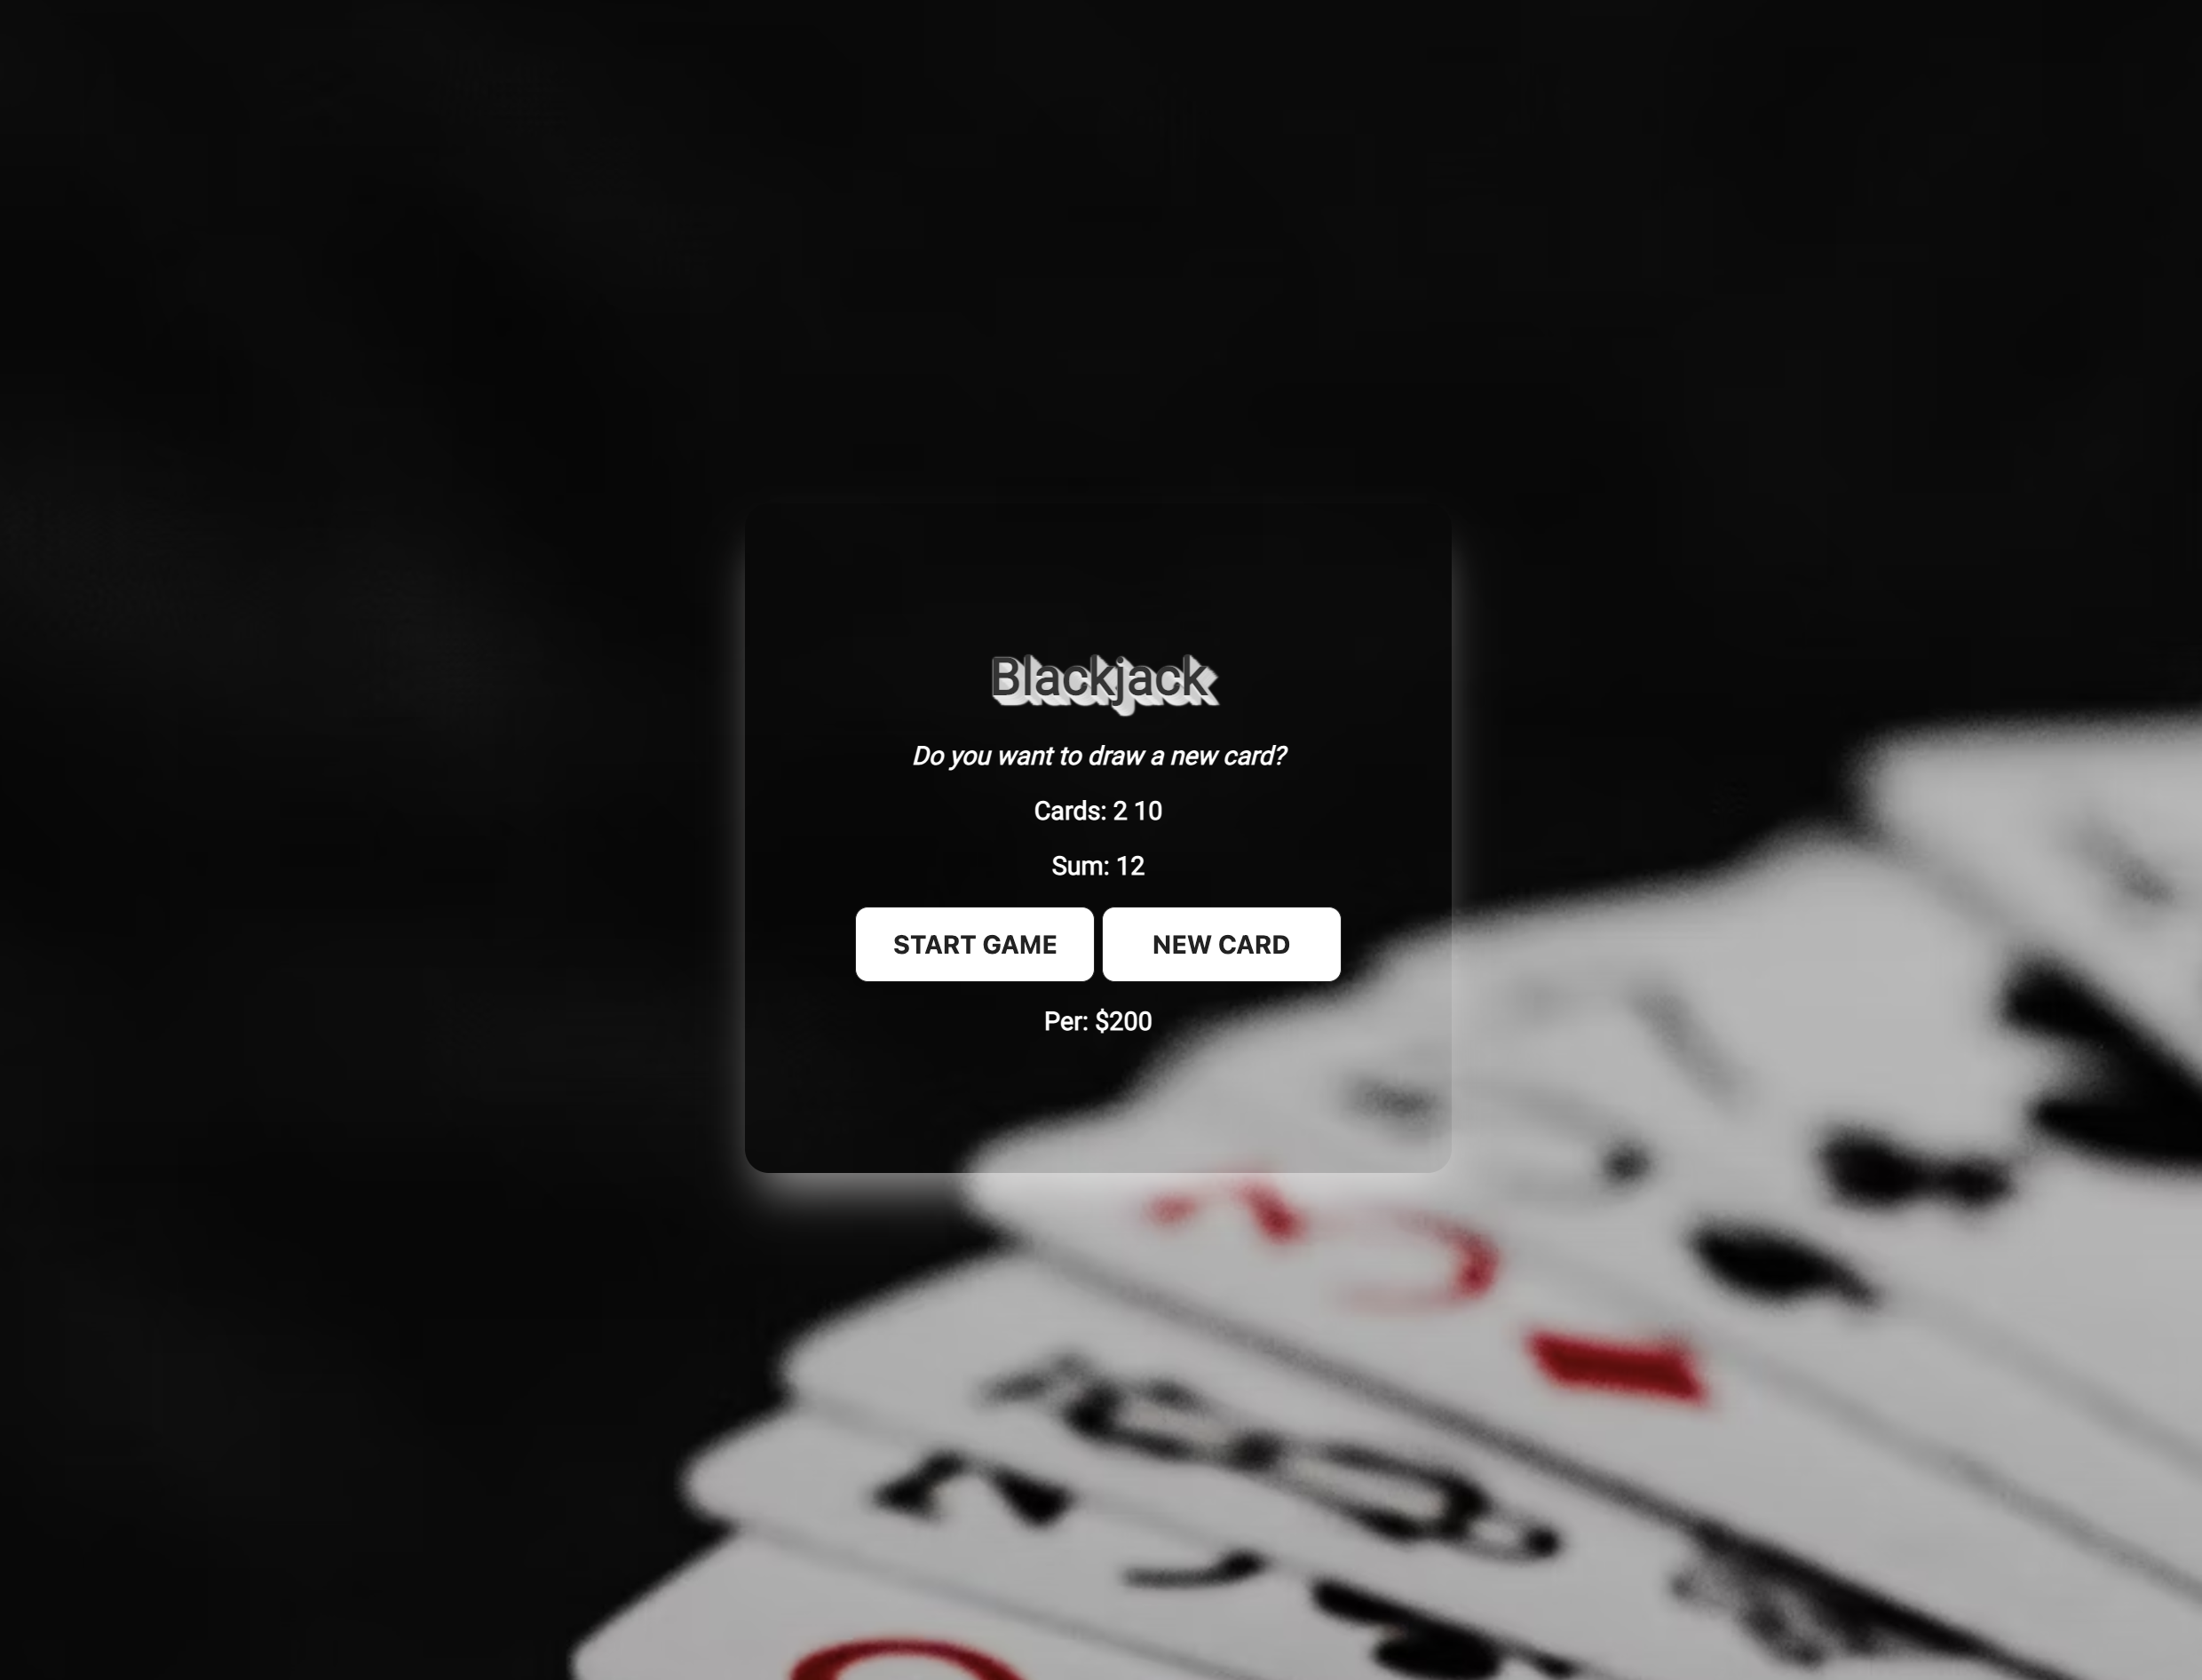 Blackjack
Do you want to draw a new card?
Cards: 2 10
Sum: 12
START GAME
NEW CARD
Per: $200